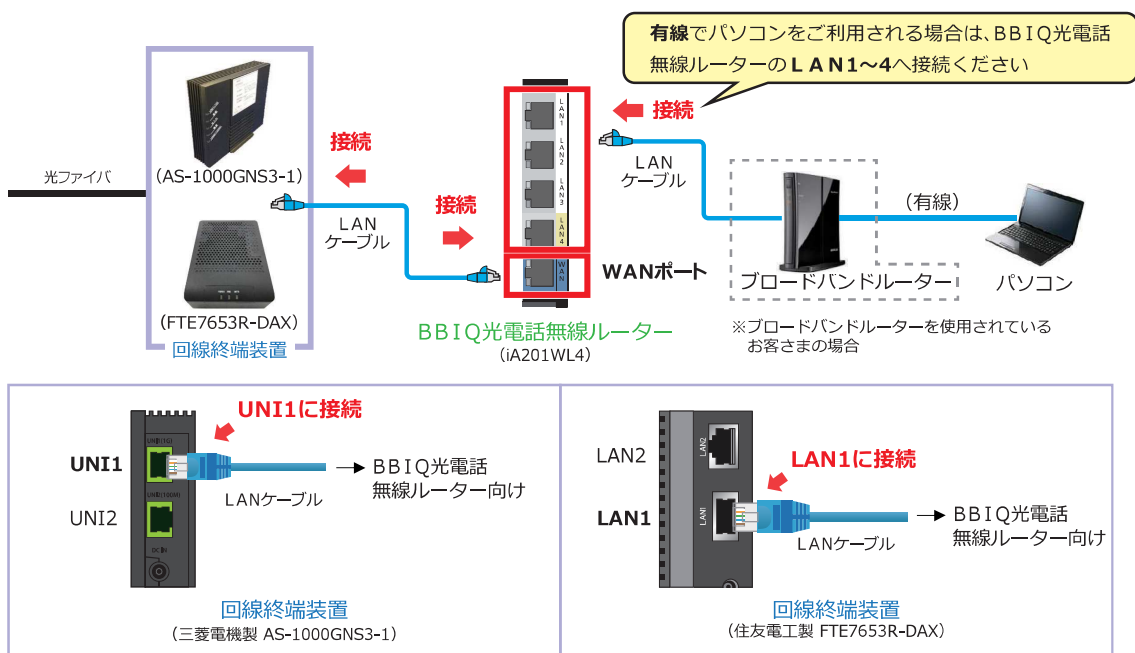 有線でパソコンをご利用される場合は、BBIQ光電話
無線ルーターのLAN1～4へ接続ください
接続
接続
接続
光ファイバ
(AS-1000GNS3-1)
(FTE7653R-DAX)
回線終端装置
LAN
ケーブル
LAN1
LAN2
LAN3
LAN4
WAN
WANポート
BBIQ光電話無線ルーター
(iA201WL4)
LAN
ケーブル
(有線)
ブロードバンドルーター
パソコン
※ブロードバンドルーターを使用されている
お客さまの場合
UNI1に接続
UNI1
UNI2
DC IN
LANケーブル
BBIQ光電話
無線ルーター向け
回線終端装置
(三菱電機製 AS-1000GNS3-1)
LAN1に接続
LAN2
LAN2
LAN1
LAN1
LANケーブル
BBIQ光電話
無線ルーター向け
回線終端装置
(住友電工製 FTE7653R-DAX)